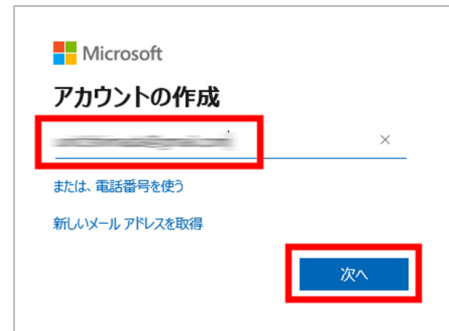 Microsoft
アカウントの作成
または、電話番号を使う
新しいメール アドレスを取得
次へ